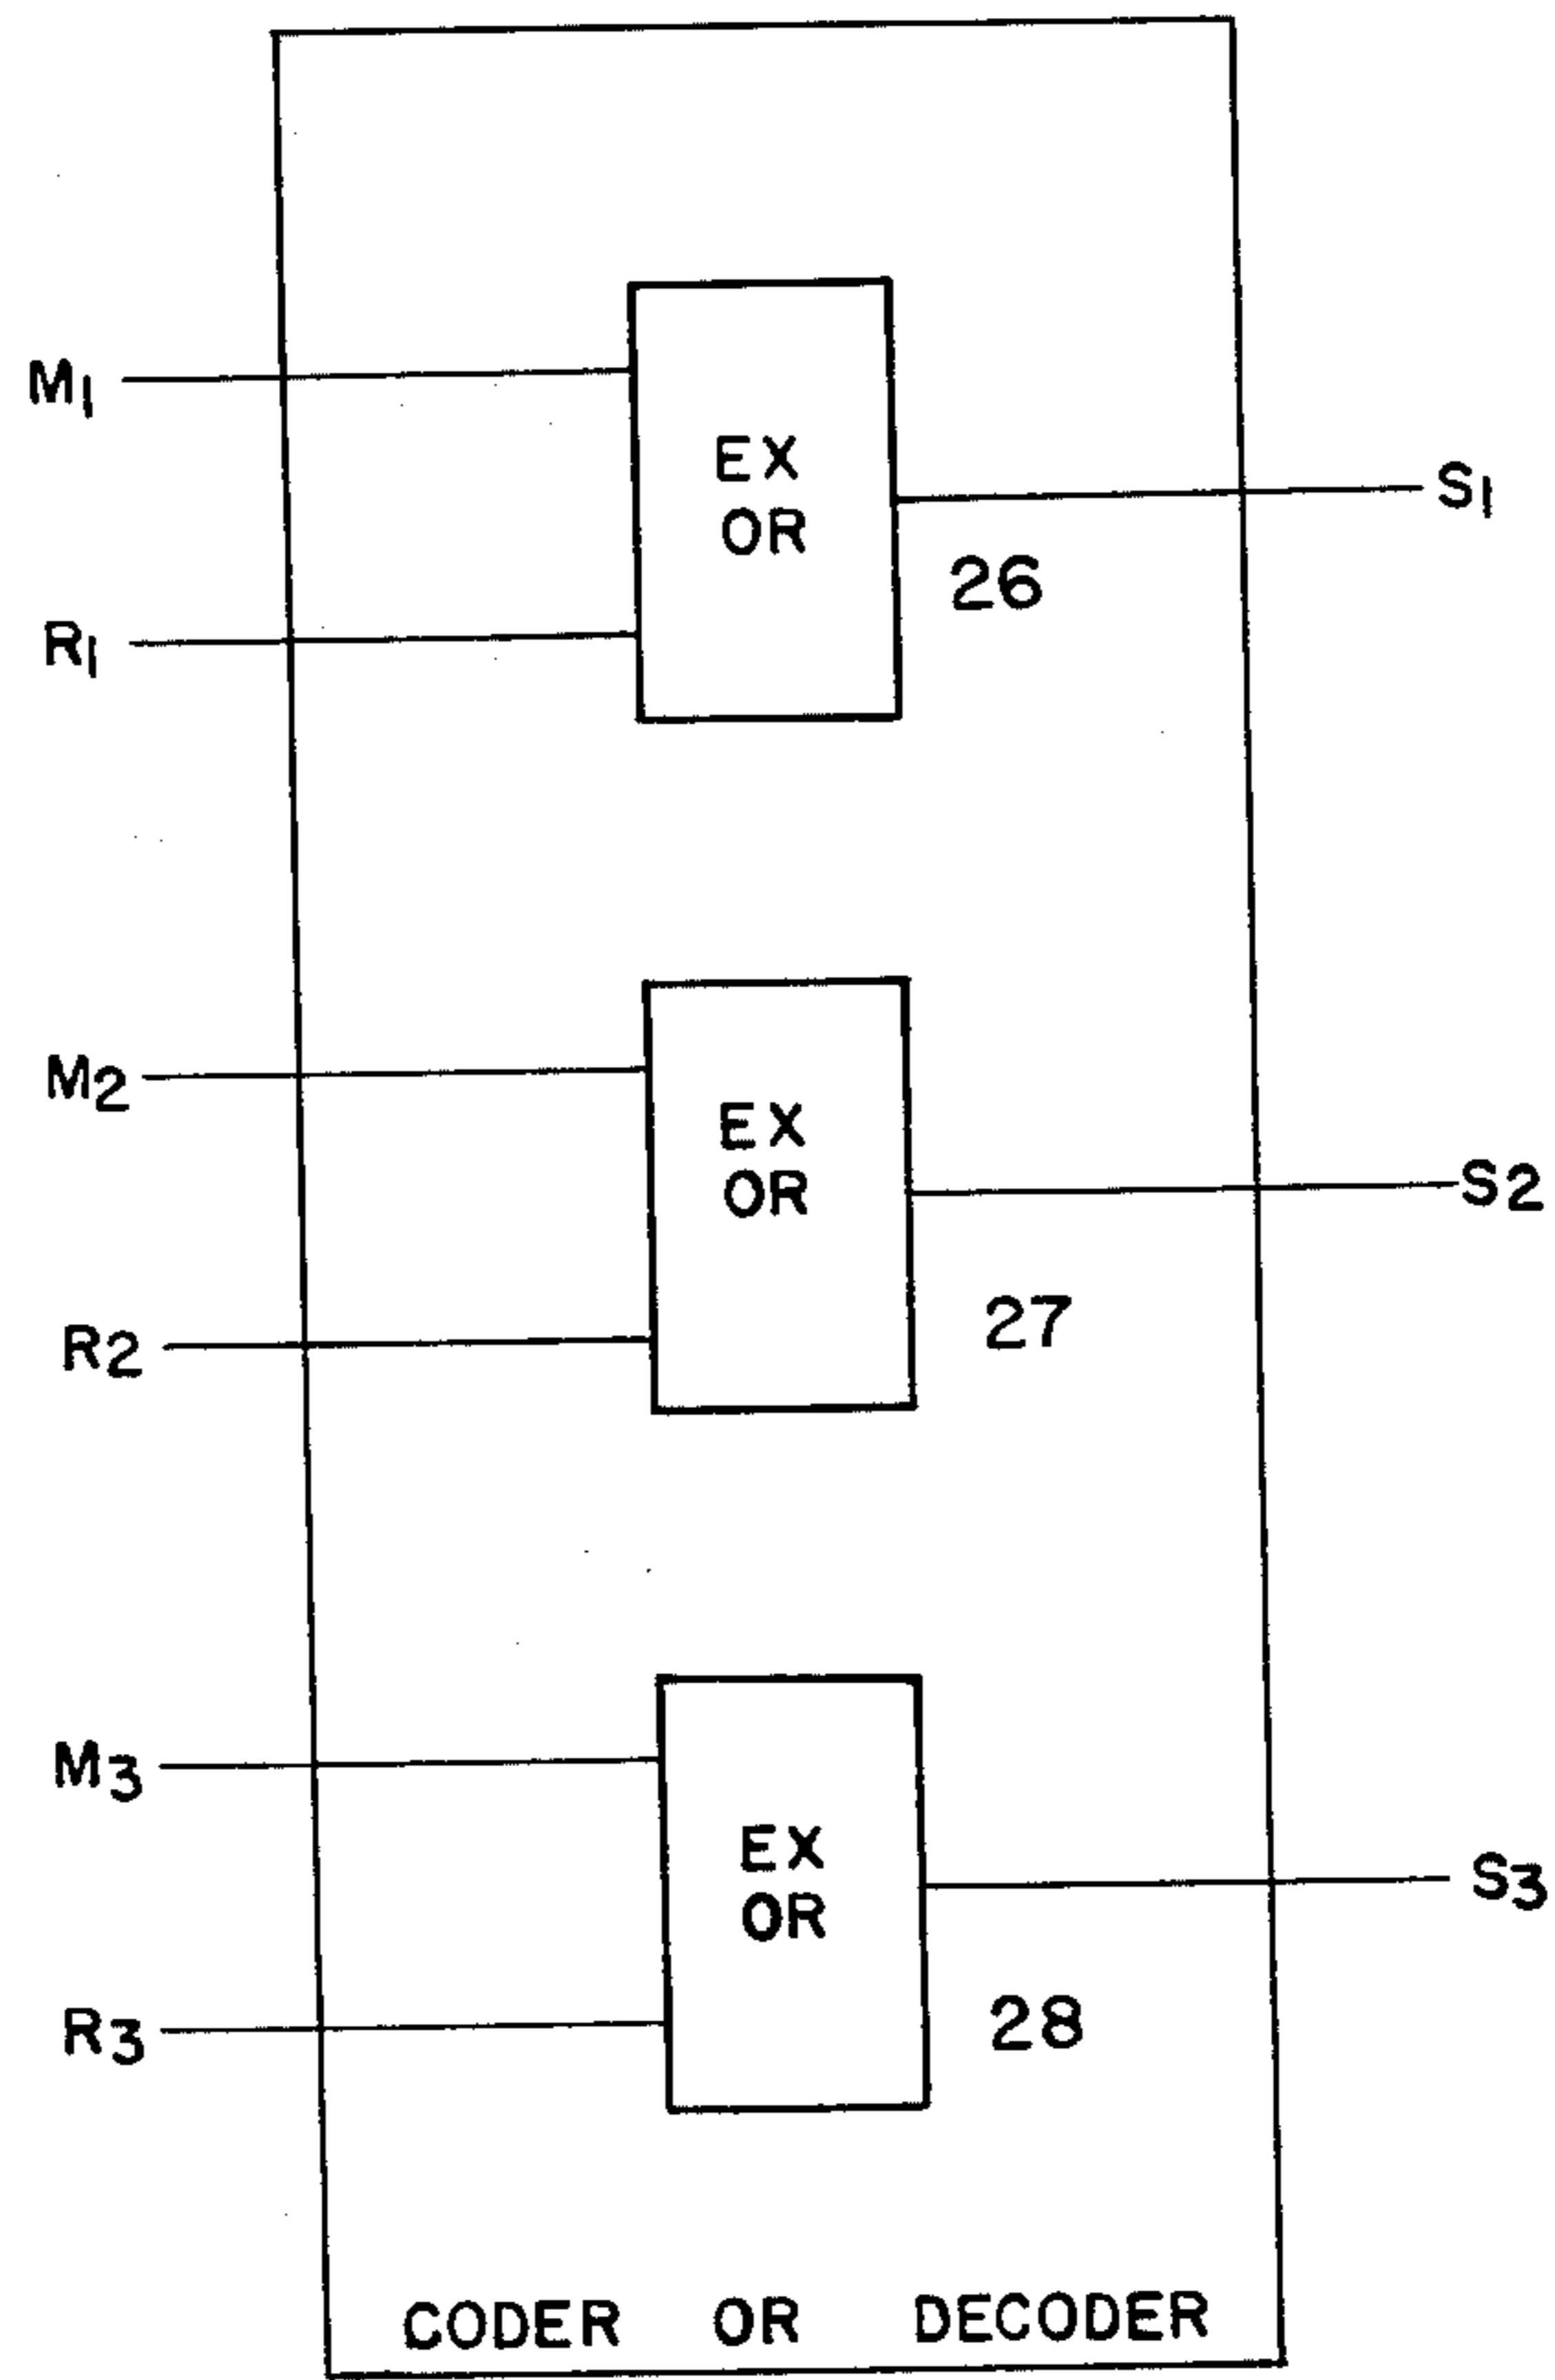 M1
EX
OR
S1
26
R1
M2
EX
OR
S2
27
R2
M3
EX
OR
S3
28
R3
CODER OR DECODER